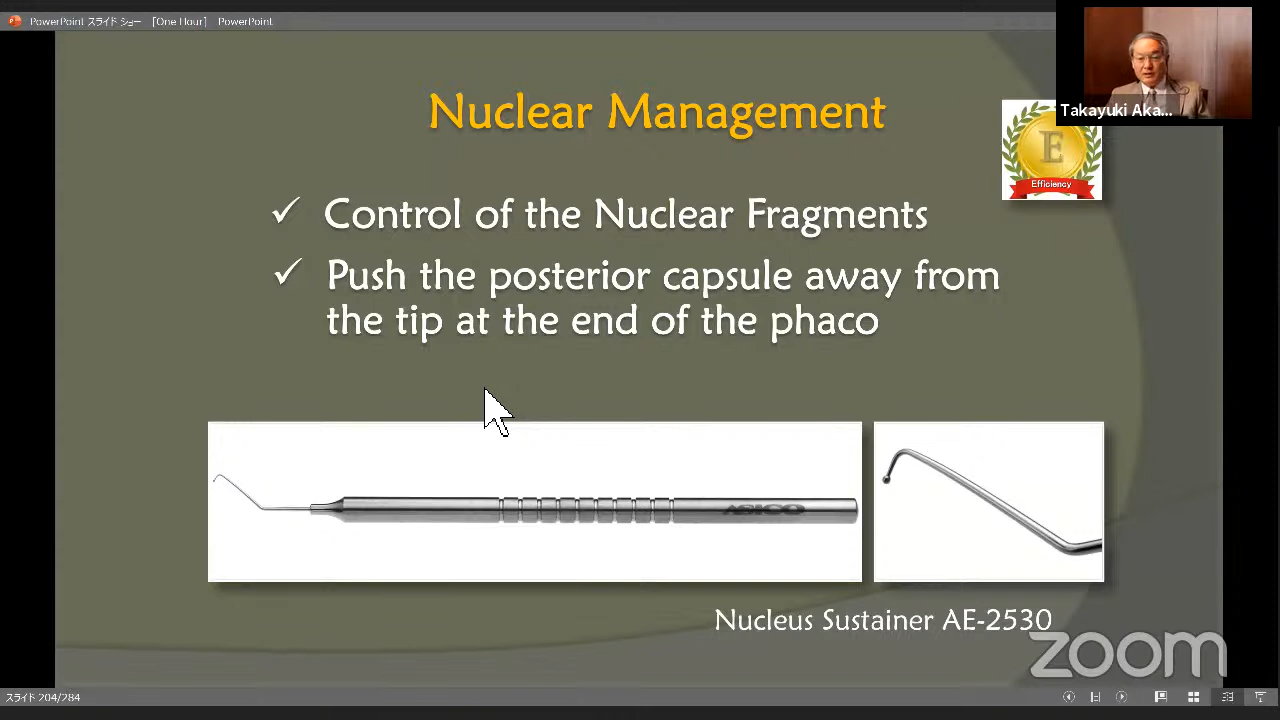 PowerPoint スライド ショー - [One Hour] - PowerPoint
Takayuki Aka...
Nuclear Management
E
Efficiency
✓ Control of the Nuclear Fragments
✓ Push the posterior capsule away from
the tip at the end of the phaco
ASICO
Nucleus Sustainer AE-2530
zoom
スライド 204/284